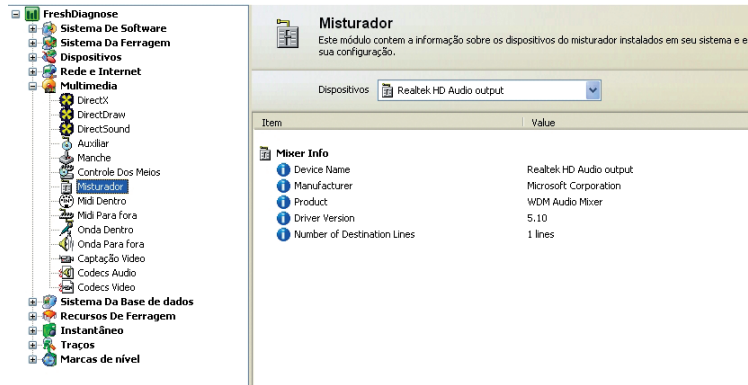 FreshDiagnose
Sistema De Software
Sistema Da Ferragem
Dispositivos
Rede e Internet
Multimedia
DirectX
DirectDraw
DirectSound
Auxiliar
Manche
Controle Dos Meios
Misturador
Midi Dentro
Midi Para fora
Onda Dentro
Onda Para fora
Captação Video
Codecs Audio
Codecs Video
Sistema Da Base de dados
Recursos De Ferragem
Instantâneo
Traços
Marcas de nível
Misturador
Este módulo contem a informação sobre os dispositivos do misturador instalados em seu sistema e e
sua configuração.
Dispositivos Realtek HD Audio output
Item Value
Mixer Info
Device Name Realtek HD Audio output
Manufacturer Microsoft Corporation
Product WDM Audio Mixer
Driver Version 5.10
Number of Destination Lines 1 lines